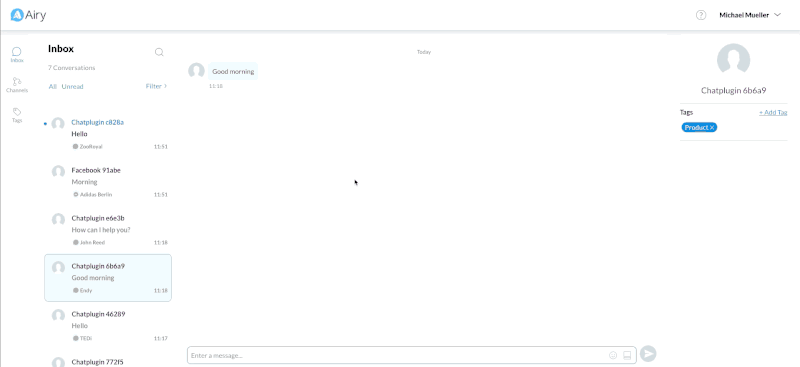 Airy
Michael Mueller
Inbox
Channels
Tags
Inbox
7 Conversations
All Unread
Filter
Chatplugin c828a
Hello
ZooRoyal
11:51
Facebook 91abe
Morning
Adidas Berlin
11:51
Chatplugin e6e3b
How can I help you?
John Reed
11:18
Chatplugin 6b6a9
Good morning
Emily
11:18
Chatplugin 46289
Hello
TEDi
11:17
Chatplugin 772f5
Today
Good morning
11:18
Enter a message...
Chatplugin 6b6a9
Tags
+ Add Tag
Product ×